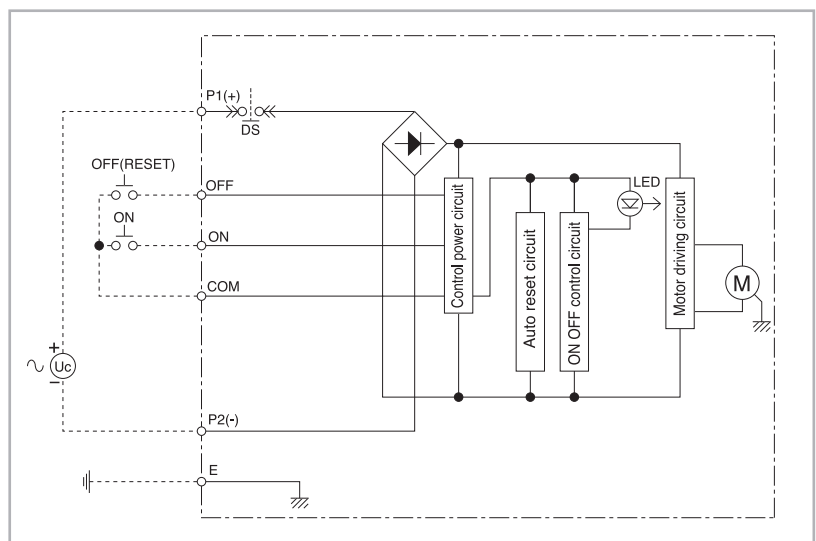 P1(+)
DS
OFF(RESET)
OFF
ON
ON
COM
Control power circuit
Auto reset circuit
ON OFF control circuit
LED
Motor driving circuit
M
+
Uc
−
P2(-)
E